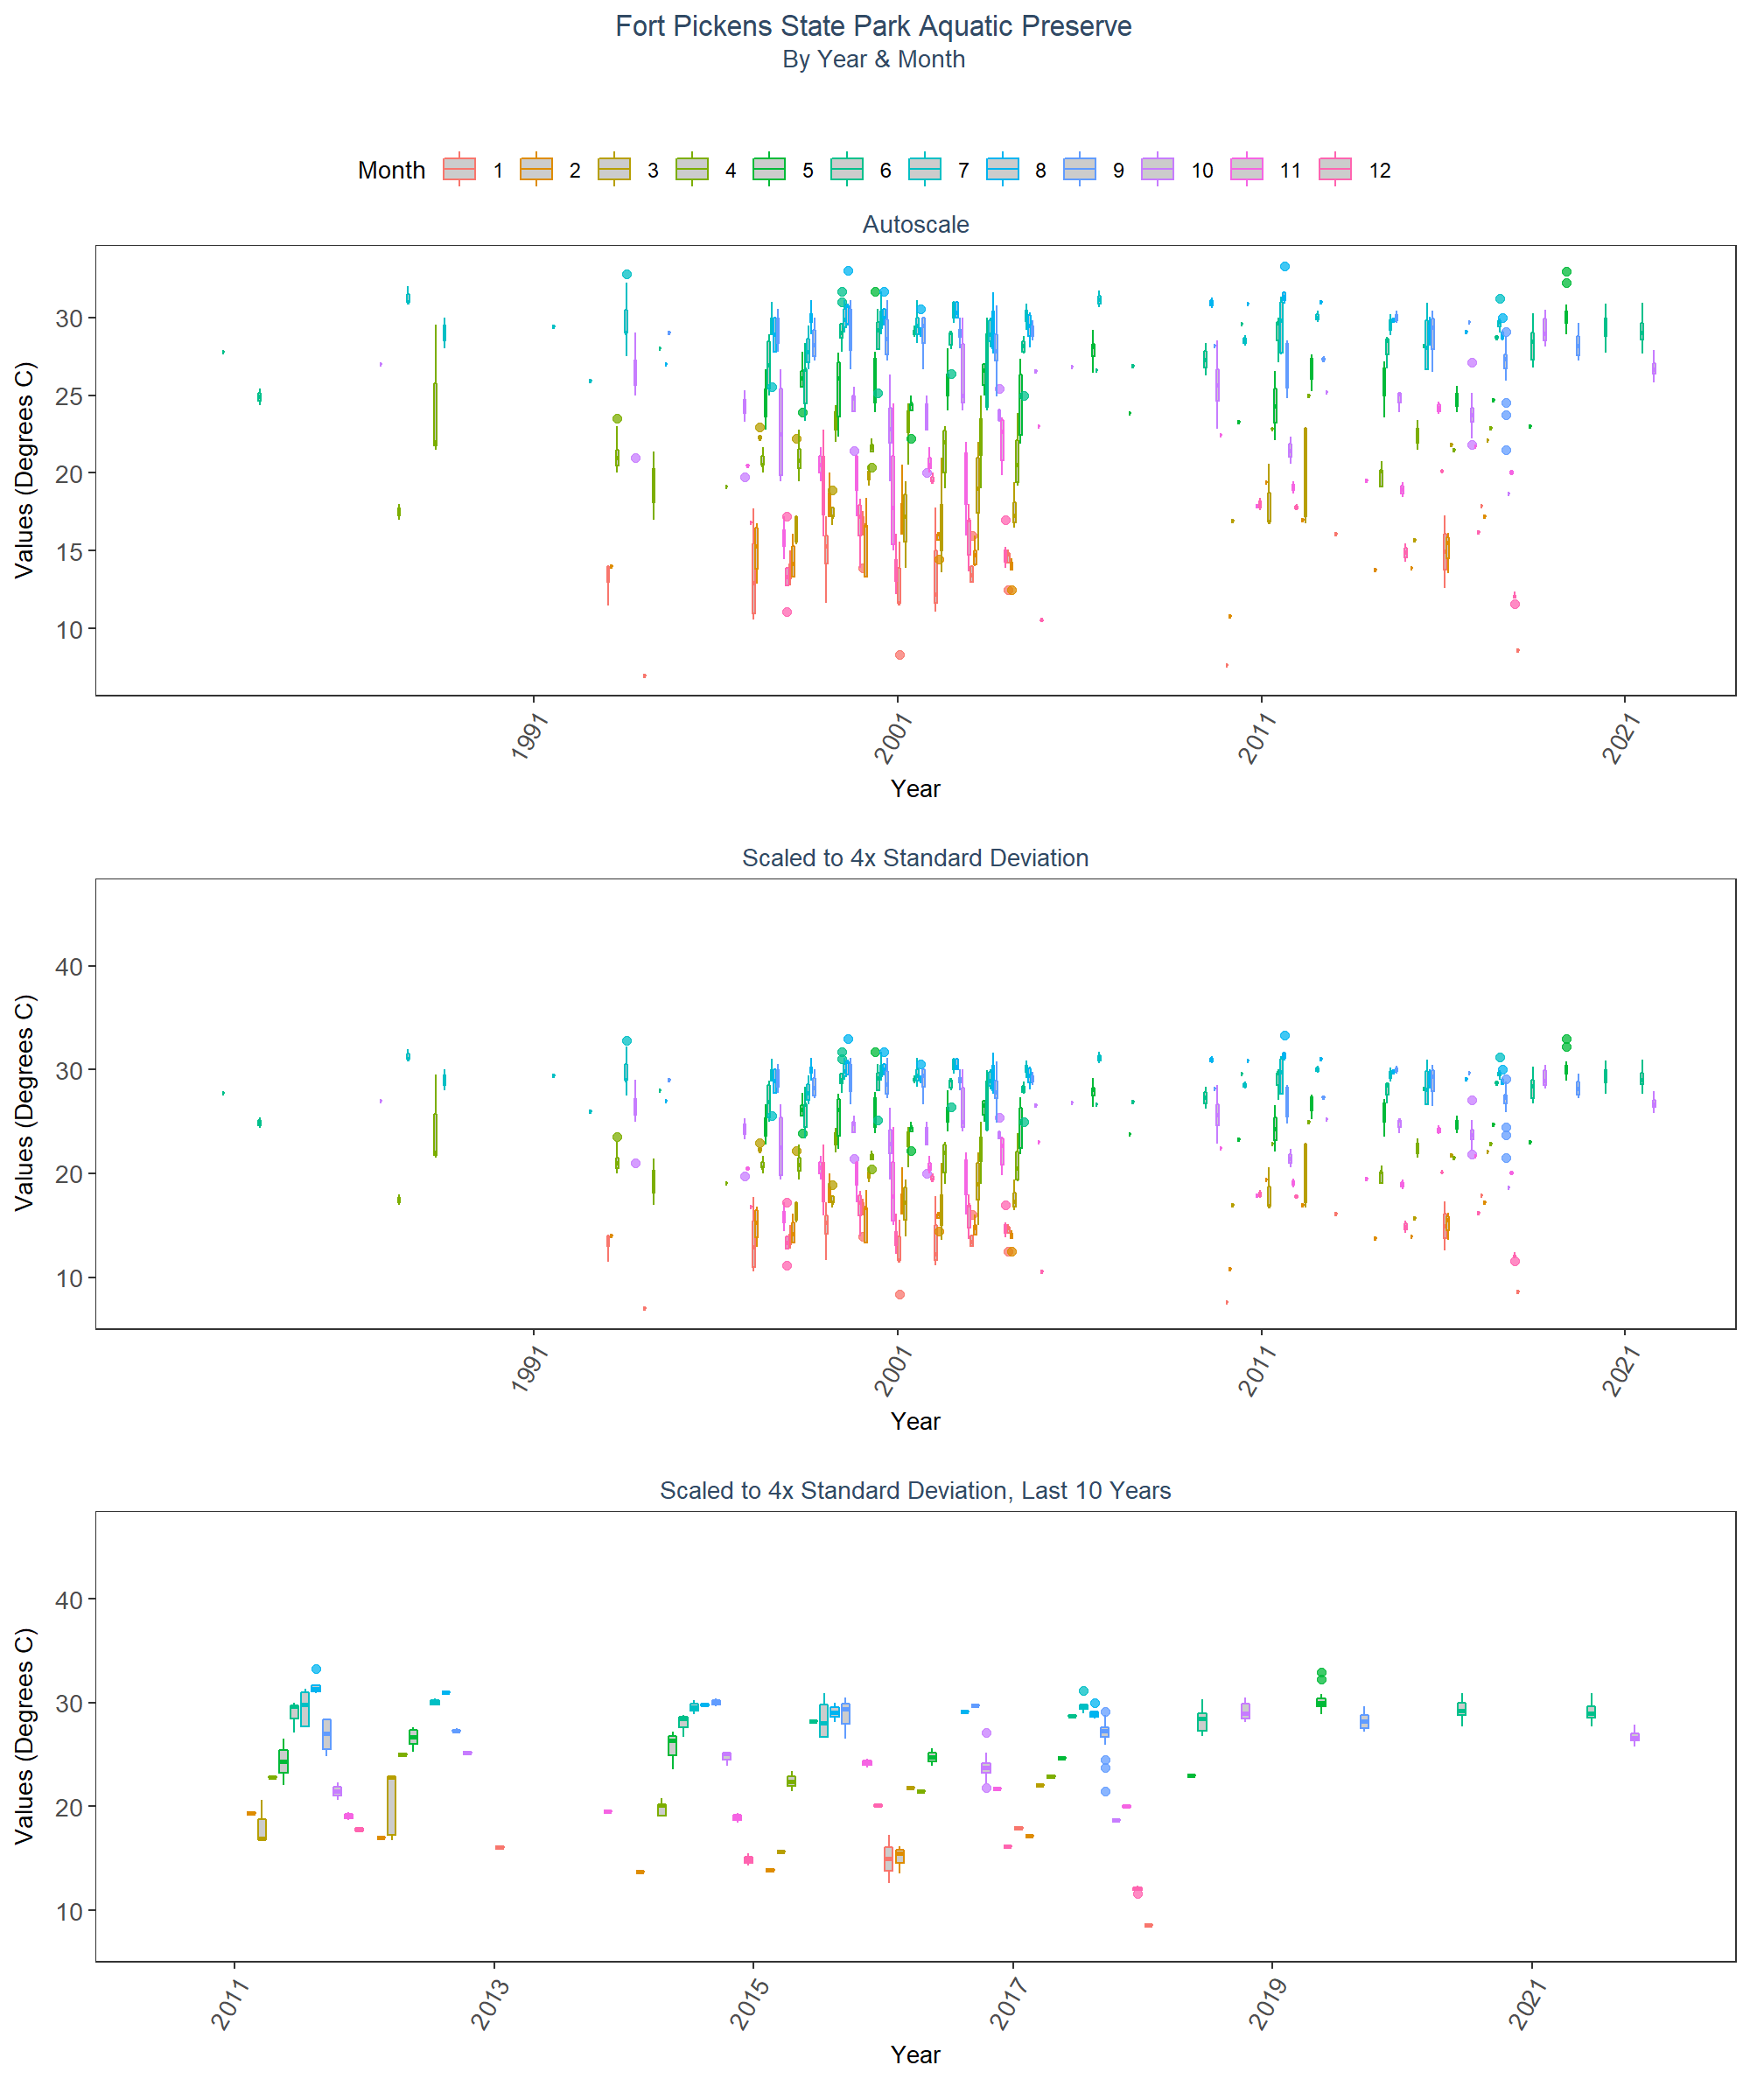 Fort Pickens State Park Aquatic Preserve
By Year & Month
Month 1 2 3 4 5 6 7 8 9 10 11 12
Autoscale
Values (Degrees C)
30
25
20
15
10
1991 2001 2011 2021
Year
Scaled to 4x Standard Deviation
Values (Degrees C)
40
30
20
10
1991 2001 2011 2021
Year
Scaled to 4x Standard Deviation, Last 10 Years
Values (Degrees C)
40
30
20
10
2011 2013 2015 2017 2019 2021
Year